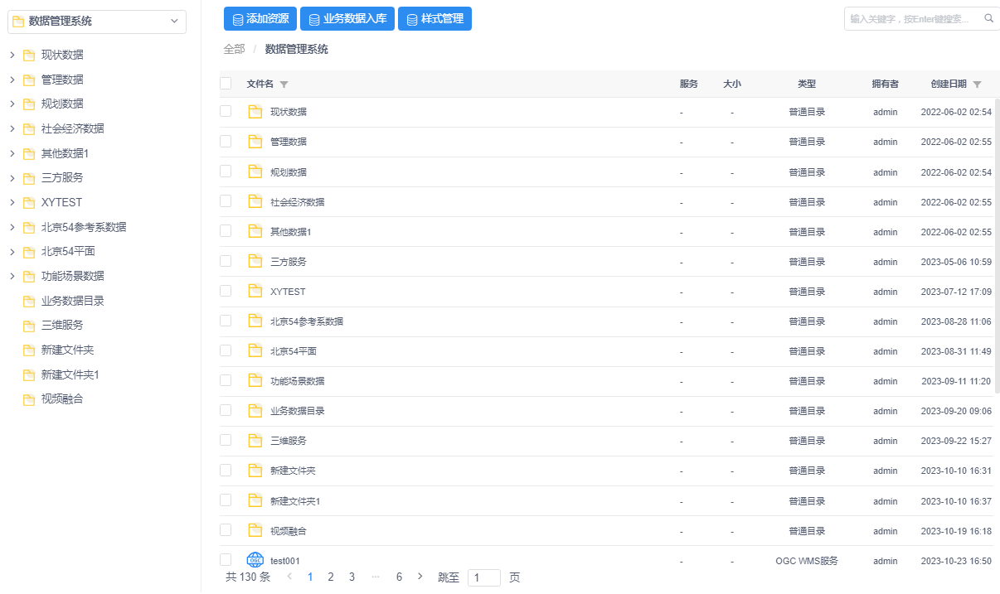 数据管理系统
现状数据
管理数据
规划数据
社会经济数据
其他数据1
三方服务
XYTEST
北京54参考系数据
北京54平面
功能场景数据
业务数据目录
三维服务
新建文件夹
新建文件夹1
视频融合
添加资源 业务数据入库 样式管理 输入关键字，按Enter键搜索...
全部 / 数据管理系统
文件名 服务 大小 类型 拥有者 创建日期
现状数据 - - 普通目录 admin 2022-06-02 02:54
管理数据 - - 普通目录 admin 2022-06-02 02:55
规划数据 - - 普通目录 admin 2022-06-02 02:54
社会经济数据 - - 普通目录 admin 2022-06-02 02:55
其他数据1 - - 普通目录 admin 2022-06-02 02:55
三方服务 - - 普通目录 admin 2023-05-06 10:59
XYTEST - - 普通目录 admin 2023-07-12 17:09
北京54参考系数据 - - 普通目录 admin 2023-08-28 11:06
北京54平面 - - 普通目录 admin 2023-08-31 11:49
功能场景数据 - - 普通目录 admin 2023-09-11 11:20
业务数据目录 - - 普通目录 admin 2023-09-20 09:06
三维服务 - - 普通目录 admin 2023-09-22 15:27
新建文件夹 - - 普通目录 admin 2023-10-10 16:31
新建文件夹1 - - 普通目录 admin 2023-10-10 16:37
视频融合 - - 普通目录 admin 2023-10-19 16:18
OGC test001 - - OGC WMS服务 admin 2023-10-23 16:50
共 130 条 < 1 2 3 ··· 6 > 跳至 1 页